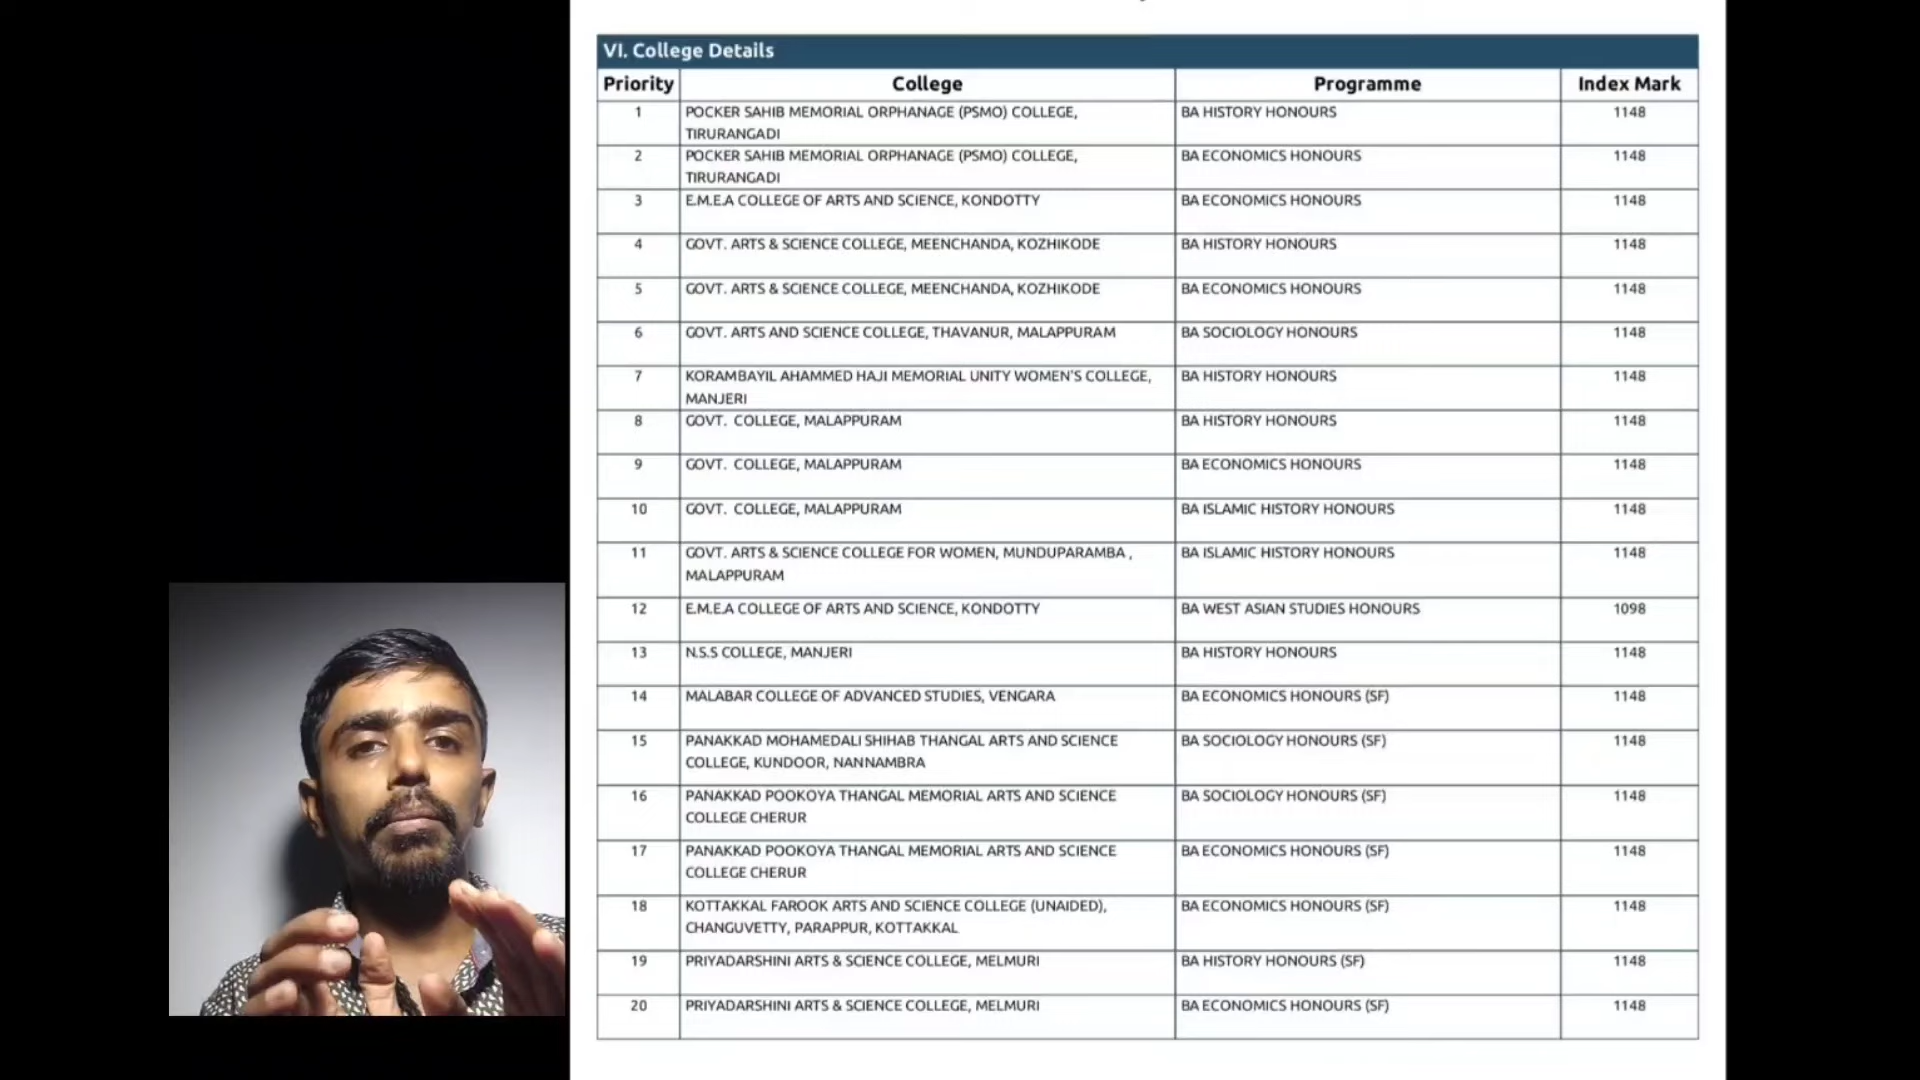 VI. College Details
Priority College Programme Index Mark
1 POCKER SAHIB MEMORIAL ORPHANAGE (PSMO) COLLEGE, BA HISTORY HONOURS 1148
TIRURANGADI
2 POCKER SAHIB MEMORIAL ORPHANAGE (PSMO) COLLEGE, BA ECONOMICS HONOURS 1148
TIRURANGADI
3 E.M.E.A COLLEGE OF ARTS AND SCIENCE, KONDOTTY BA ECONOMICS HONOURS 1148
4 GOVT. ARTS & SCIENCE COLLEGE, MEENCHANDA, KOZHIKODE BA HISTORY HONOURS 1148
5 GOVT. ARTS & SCIENCE COLLEGE, MEENCHANDA, KOZHIKODE BA ECONOMICS HONOURS 1148
6 GOVT. ARTS AND SCIENCE COLLEGE, THAVANUR, MALAPPURAM BA SOCIOLOGY HONOURS 1148
7 KORAMBAYIL AHAMMED HAJI MEMORIAL UNITY WOMEN'S COLLEGE, BA HISTORY HONOURS 1148
MANJERI
8 GOVT. COLLEGE, MALAPPURAM BA HISTORY HONOURS 1148
9 GOVT. COLLEGE, MALAPPURAM BA ECONOMICS HONOURS 1148
10 GOVT. COLLEGE, MALAPPURAM BA ISLAMIC HISTORY HONOURS 1148
11 GOVT. ARTS & SCIENCE COLLEGE FOR WOMEN, MUNDUPARAMBA , BA ISLAMIC HISTORY HONOURS 1148
MALAPPURAM
12 E.M.E.A COLLEGE OF ARTS AND SCIENCE, KONDOTTY BA WEST ASIAN STUDIES HONOURS 1098
13 N.S.S COLLEGE, MANJERI BA HISTORY HONOURS 1148
14 MALABAR COLLEGE OF ADVANCED STUDIES, VENGARA BA ECONOMICS HONOURS (SF) 1148
15 PANAKKAD MOHAMEDALI SHIHAB THANGAL ARTS AND SCIENCE BA SOCIOLOGY HONOURS (SF) 1148
COLLEGE, KUNDOOR, NANNAMBRA
16 PANAKKAD POOKOYA THANGAL MEMORIAL ARTS AND SCIENCE BA SOCIOLOGY HONOURS (SF) 1148
COLLEGE CHERUR
17 PANAKKAD POOKOYA THANGAL MEMORIAL ARTS AND SCIENCE BA ECONOMICS HONOURS (SF) 1148
COLLEGE CHERUR
18 KOTTAKKAL FAROOK ARTS AND SCIENCE COLLEGE (UNAIDED), BA ECONOMICS HONOURS (SF) 1148
CHANGUVETTY, PARAPPUR, KOTTAKKAL
19 PRIYADARSHINI ARTS & SCIENCE COLLEGE, MELMURI BA HISTORY HONOURS (SF) 1148
20 PRIYADARSHINI ARTS & SCIENCE COLLEGE, MELMURI BA ECONOMICS HONOURS (SF) 1148